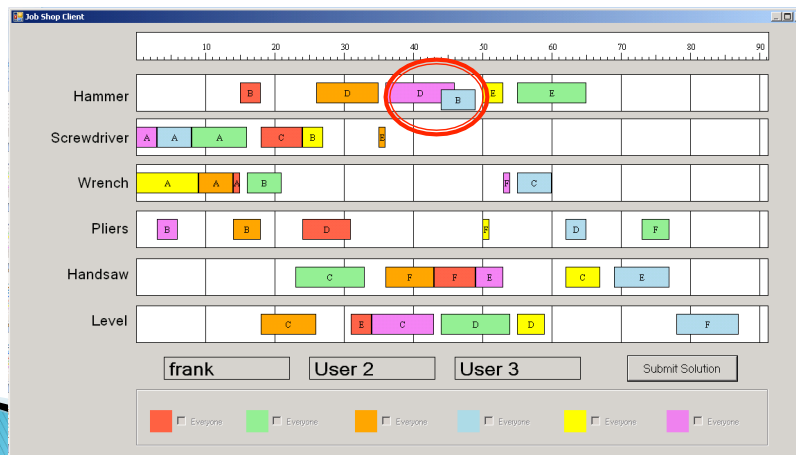 Job Shop Client
10 20 30 40 50 60 70 80 90
Hammer B D D B E E
Screwdriver A A A C B E
Wrench A A A B F C
Pliers B B D F D F
Handsaw C F F E C E
Level C E C D D F
frank User 2 User 3 Submit Solution
Everyone Everyone Everyone Everyone Everyone Everyone